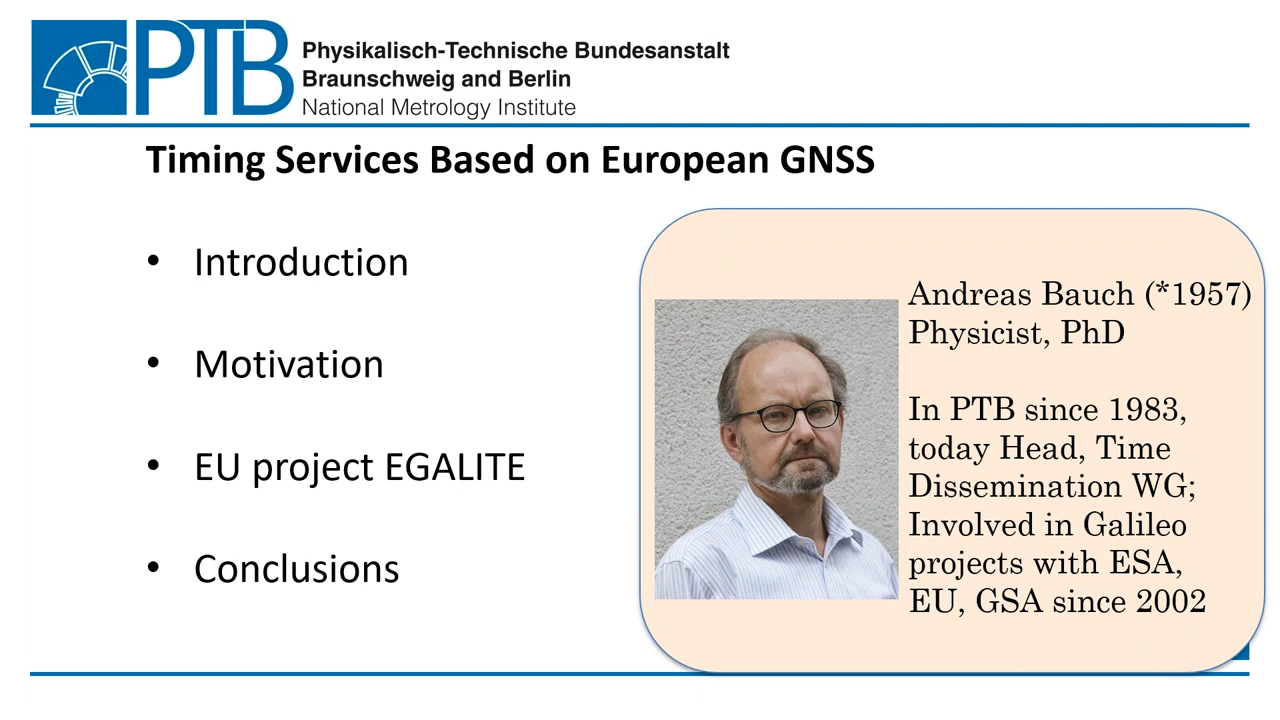 PTB
Physikalisch-Technische Bundesanstalt
Braunschweig and Berlin
National Metrology Institute
Timing Services Based on European GNSS
• Introduction
• Motivation
• EU project EGALITE
• Conclusions
Andreas Bauch (*1957)
Physicist, PhD
In PTB since 1983,
today Head, Time
Dissemination WG;
Involved in Galileo
projects with ESA,
EU, GSA since 2002